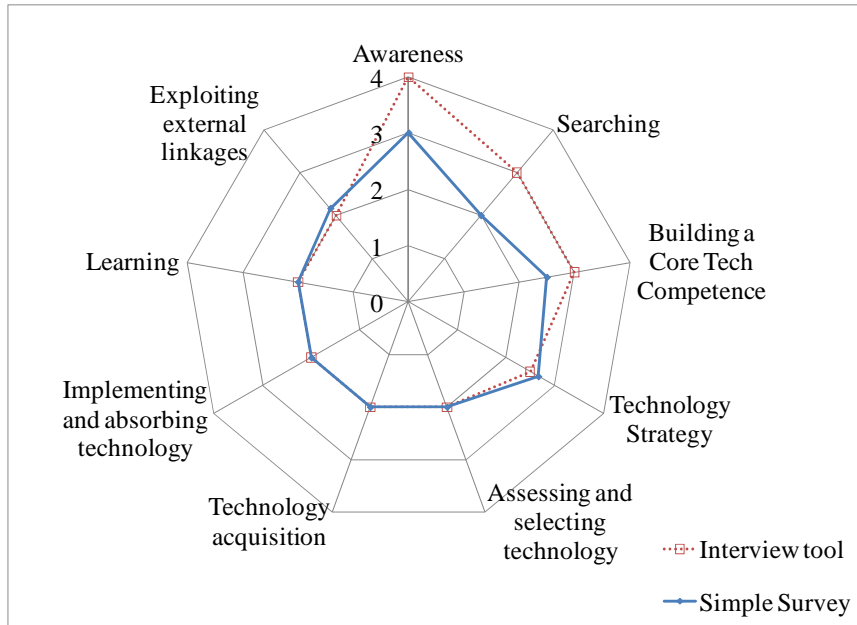 Awareness
4
3
2
1
0
Searching
Building a
Core Tech
Competence
Technology
Strategy
Assessing and
selecting
technology
Technology
acquisition
Implementing
and absorbing
technology
Learning
Exploiting
external
linkages
Interview tool
Simple Survey